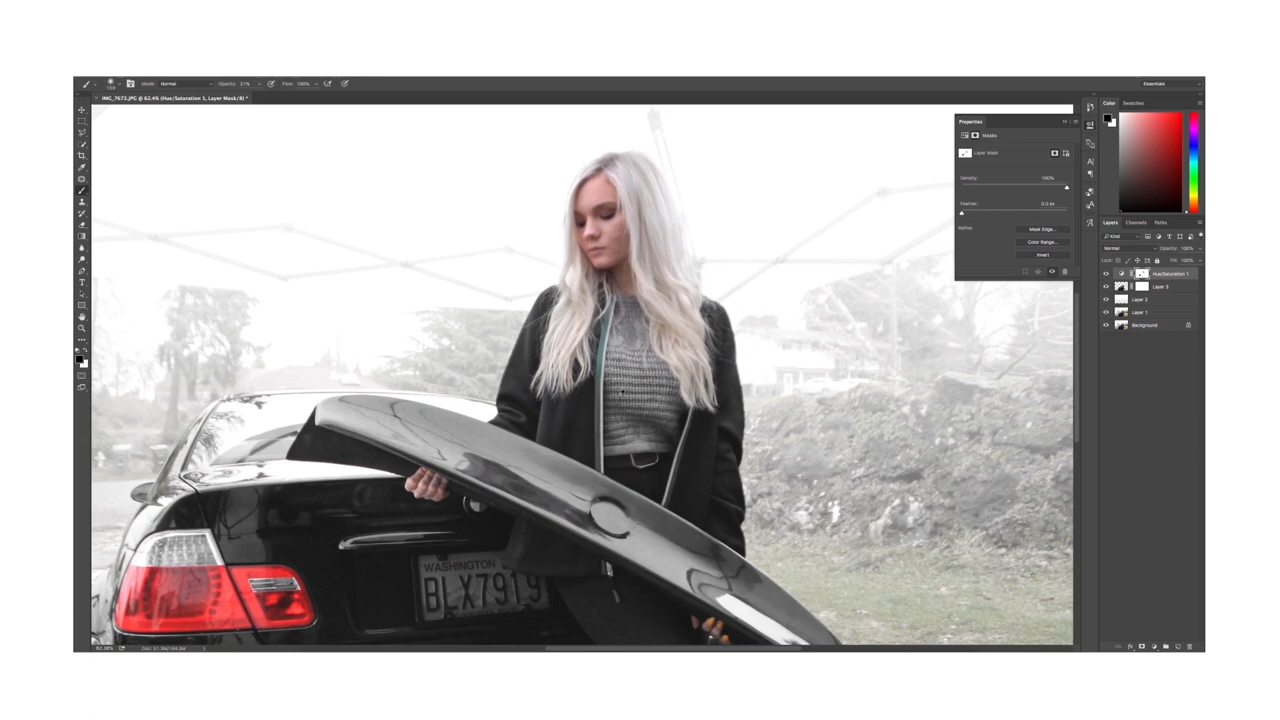 Mode: Normal Opacity: 21% Flow: 100% Essentials
IMG_7672.JPG @ 62.4% (Hue/Saturation 1, Layer Mask/8) *
Color Swatches
Properties
Masks
Layer Mask
Density: 100%
Feather: 0.0 px
Refine: Mask Edge...
Color Range...
Invert
Layers Channels Paths
Kind
Normal Opacity: 100%
Lock: Fill: 100%
Hue/Saturation 1
Layer 3
Layer 2
Layer 1
Background
WASHINGTON
BLX7919